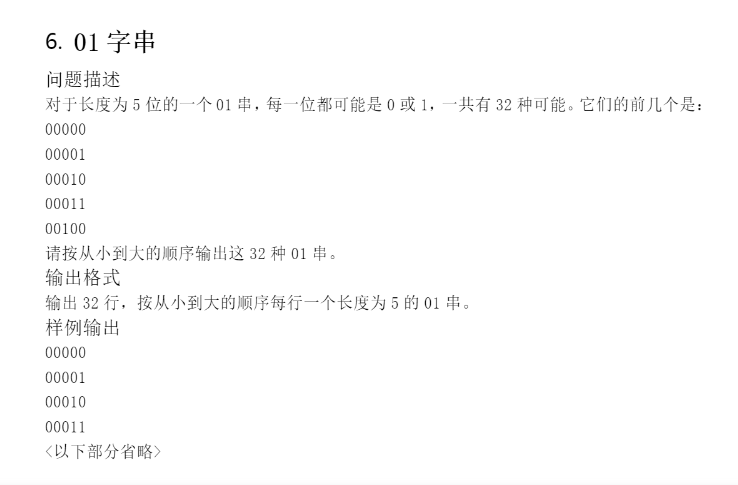 6. 01 字串
问题描述
对于长度为 5 位的一个 01 串，每一位都可能是 0 或 1，一共有 32 种可能。它们的前几个是：
00000
00001
00010
00011
00100
请按从小到大的顺序输出这 32 种 01 串。
输出格式
输出 32 行，按从小到大的顺序每行一个长度为 5 的 01 串。
样例输出
00000
00001
00010
00011
<以下部分省略>